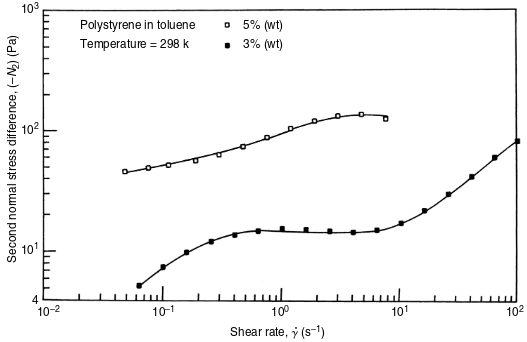 10³
Polystyrene in toluene
5% (wt)
Temperature = 298 k
3% (wt)
Second normal stress difference, (−N₂) (Pa)
10²
10¹
4
10⁻²
10⁻¹
10⁰
10¹
10²
Shear rate, γ̇ (s⁻¹)